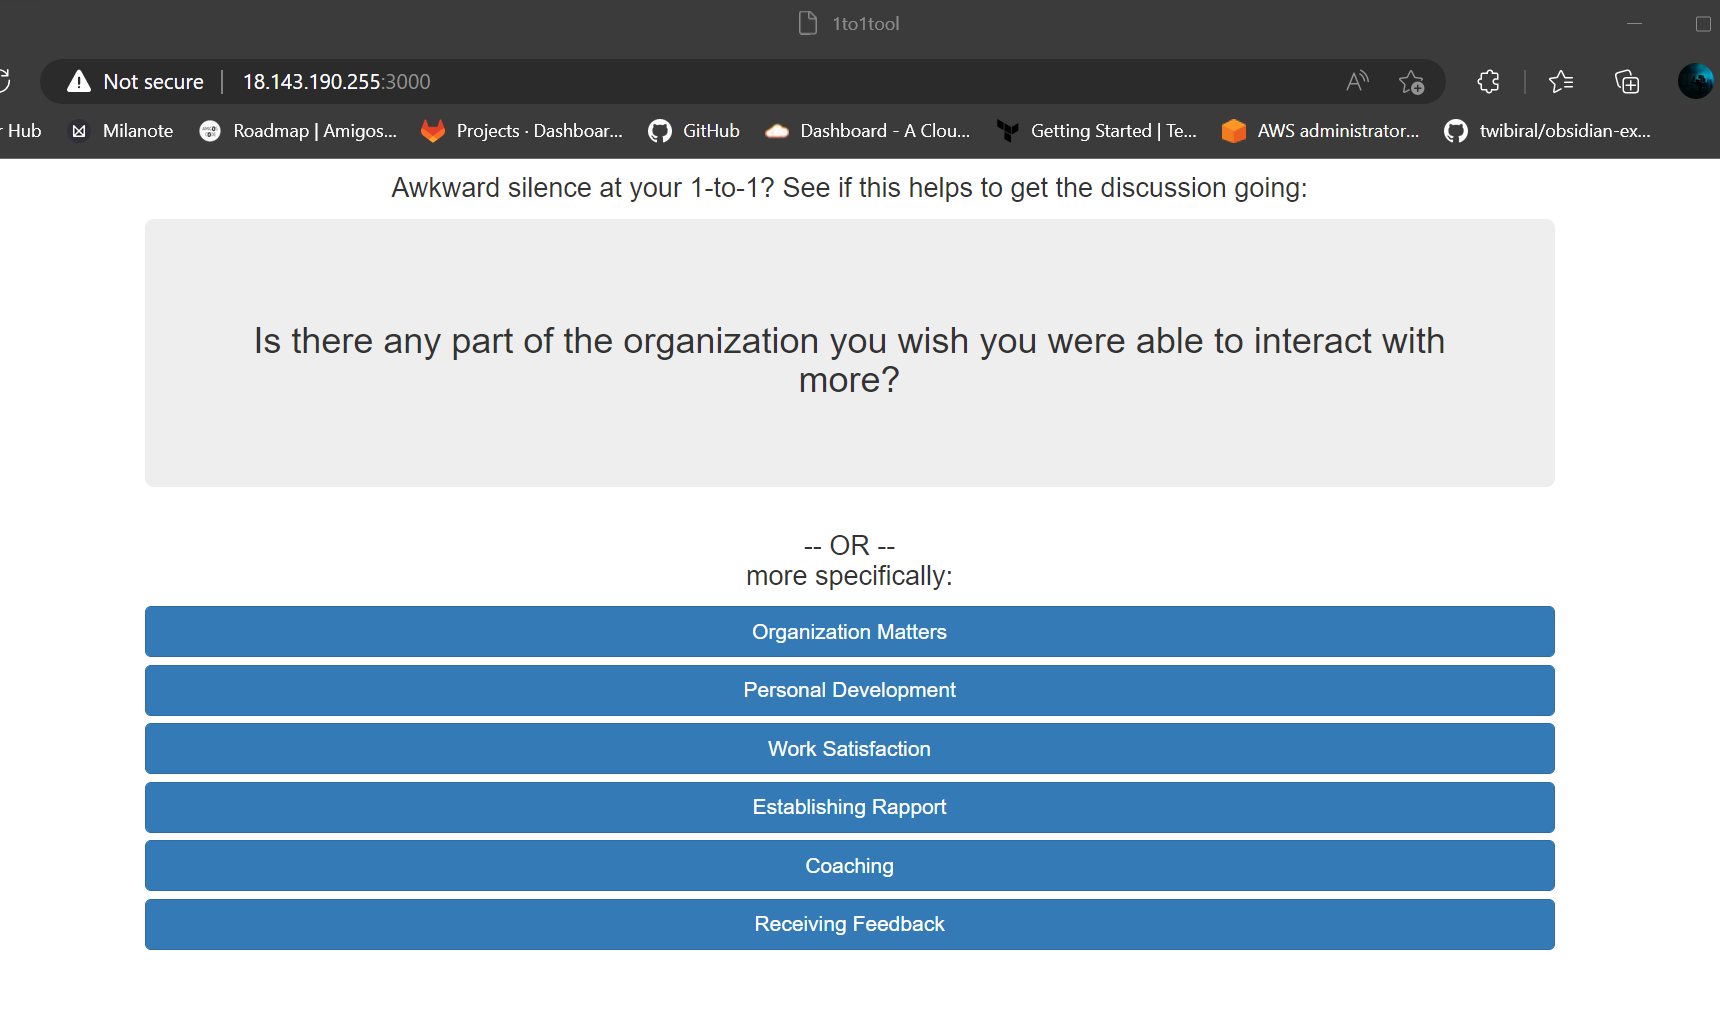 1to1tool
Not secure
18.143.190.255:3000
Hub
Milanote
Roadmap | Amigos...
Projects · Dashboar...
GitHub
Dashboard - A Clou...
Getting Started | Te...
AWS administrator...
twibiral/obsidian-ex...
Awkward silence at your 1-to-1? See if this helps to get the discussion going:
Is there any part of the organization you wish you were able to interact with
more?
-- OR --
more specifically:
Organization Matters
Personal Development
Work Satisfaction
Establishing Rapport
Coaching
Receiving Feedback